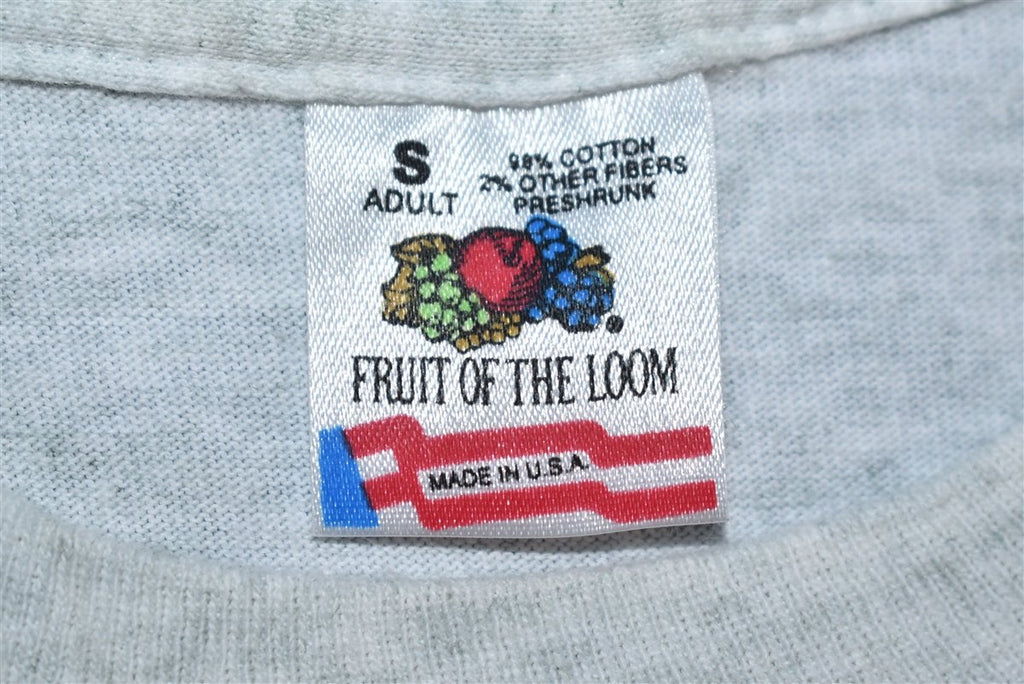 S
ADULT
98% COTTON
2% OTHER FIBERS
PRESHRUNK
FRUIT OF THE LOOM
MADE IN U.S.A.